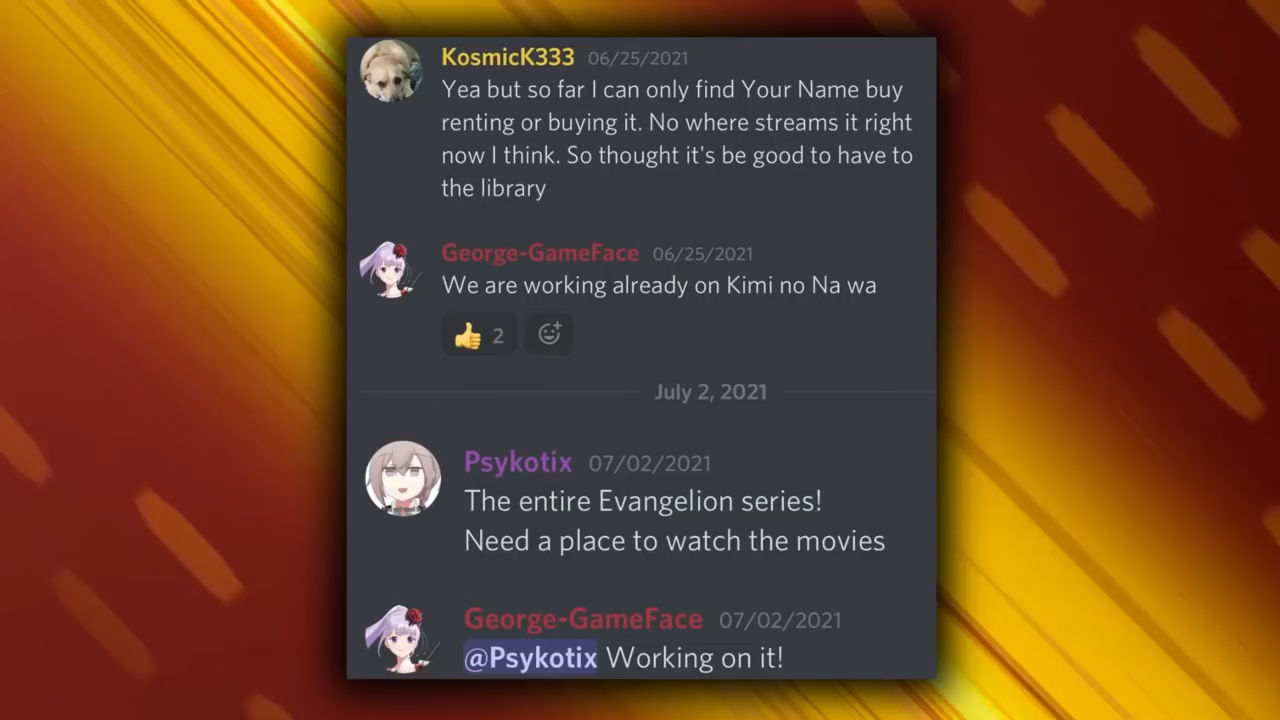 KosmicK333 06/25/2021
Yea but so far I can only find Your Name buy
renting or buying it. No where streams it right
now I think. So thought it's be good to have to
the library
George-GameFace 06/25/2021
We are working already on Kimi no Na wa
👍 2
July 2, 2021
Psykotix 07/02/2021
The entire Evangelion series!
Need a place to watch the movies
George-GameFace 07/02/2021
@Psykotix Working on it!